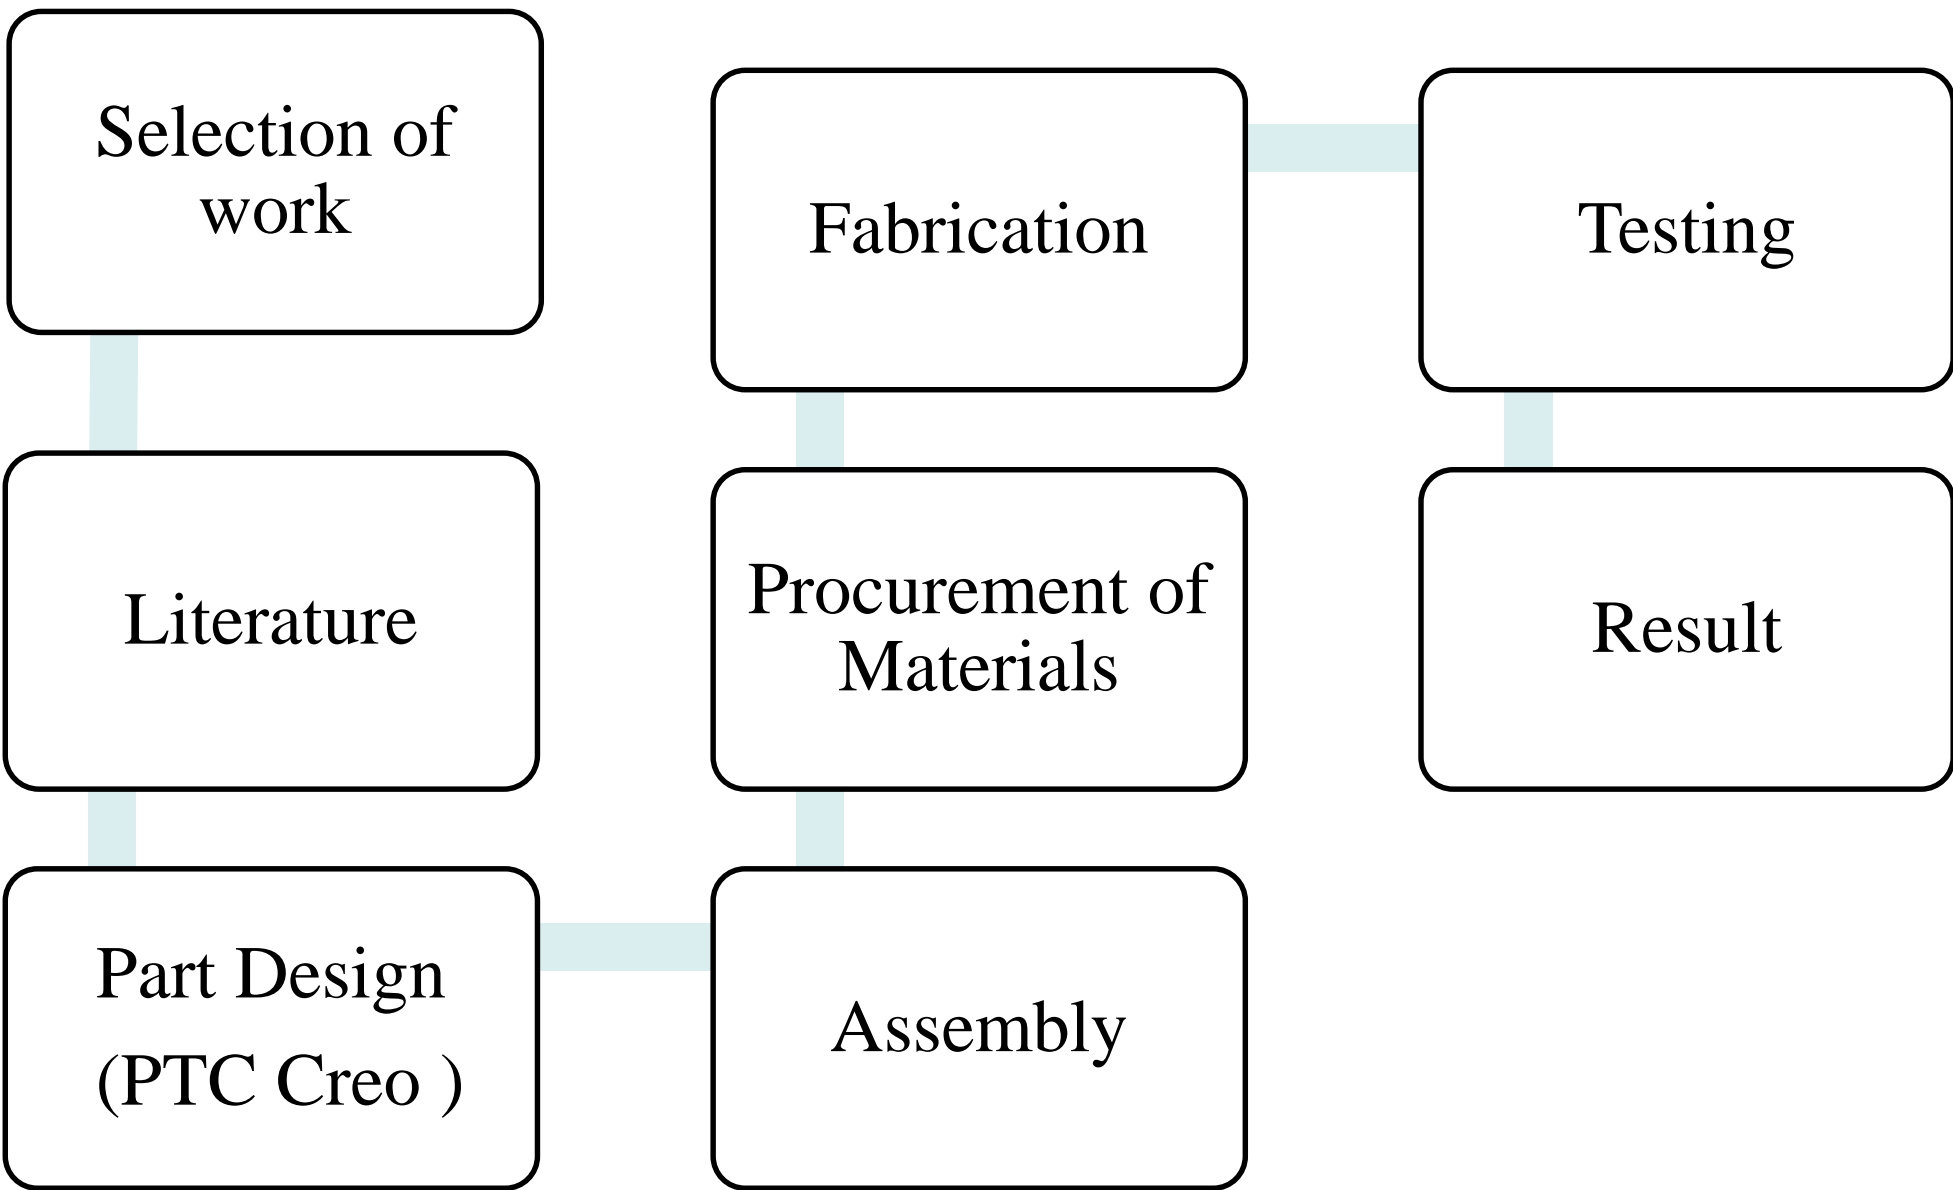 Selection of
work
Literature
Part Design
(PTC Creo )
Assembly
Procurement of
Materials
Fabrication
Testing
Result